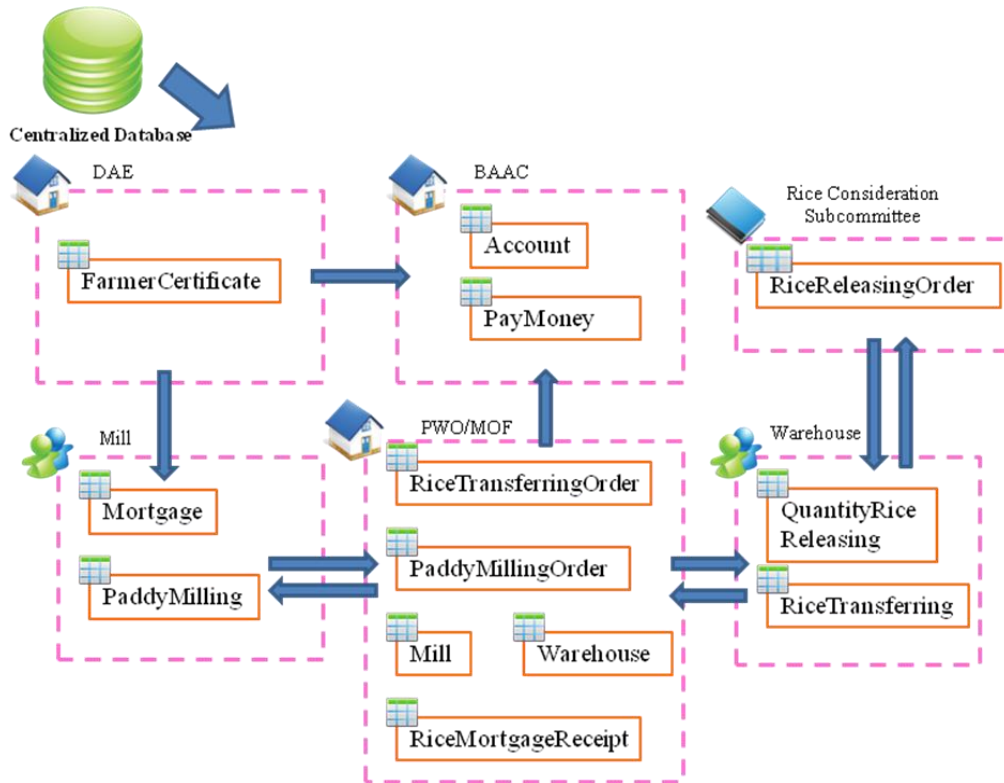 Centralized Database
DAE
FarmerCertificate
BAAC
Account
PayMoney
Rice Consideration
Subcommittee
RiceReleasingOrder
Mill
Mortgage
PaddyMilling
PWO/MOF
RiceTransferringOrder
PaddyMillingOrder
Mill
Warehouse
RiceMortgageReceipt
Warehouse
QuantityRice
Releasing
RiceTransferring